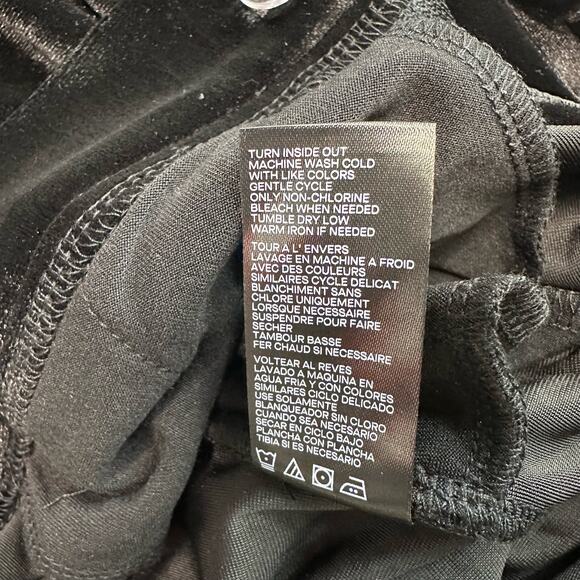 TURN INSIDE OUT
MACHINE WASH COLD
WITH LIKE COLORS
GENTLE CYCLE
ONLY NON-CHLORINE
BLEACH WHEN NEEDED
TUMBLE DRY LOW
WARM IRON IF NEEDED
TOUR A L' ENVERS
LAVAGE EN MACHINE A FROID
AVEC DES COULEURS
SIMILAIRES CYCLE DELICAT
BLANCHIMENT SANS
CHLORE UNIQUEMENT
LORSQUE NECESSAIRE
SUSPENDRE POUR FAIRE
SECHER
TAMBOUR BASSE
FER CHAUD SI NECESSAIRE
VOLTEAR AL REVES
LAVADO A MAQUINA EN
AGUA FRIA Y CON COLORES
SIMILARES CICLO DELICADO
USE SOLAMENTE
BLANQUEADOR SIN CLORO
CUANDO SEA NECESARIO
SECAR EN CICLO BAJO
PLANCHA CON PLANCHA
TIBIA SI ES NECESARIO